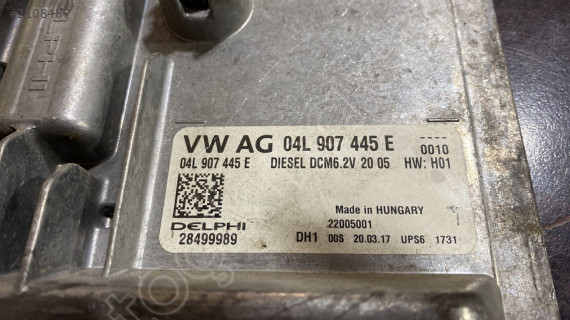 DELPHI
VW AG 04L 907 445 E ----
0010
04L 907 445 E DIESEL DCM6.2V 20 05 HW: H01
Made in HUNGARY
DELPHI 22005001
28499989 DH1 00S 20.03.17 UPS6 1731